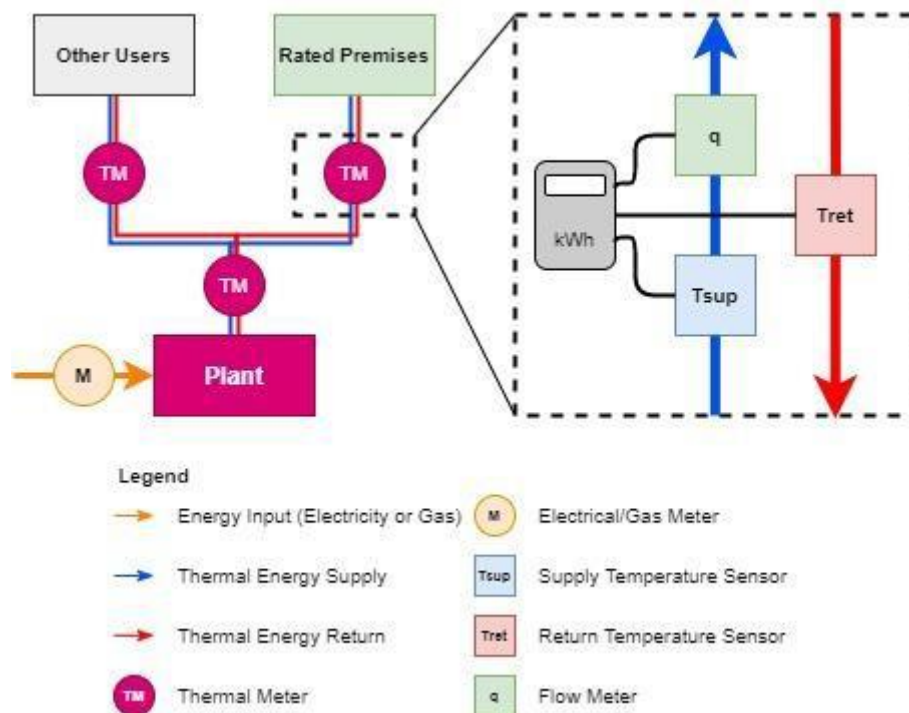 Other Users
Rated Premises
TM
TM
q
kWh
Tret
TM
Tsup
M
Plant
Legend
Energy Input (Electricity or Gas)
M
Electrical/Gas Meter
Thermal Energy Supply
Tsup
Supply Temperature Sensor
Thermal Energy Return
Tret
Return Temperature Sensor
TM
Thermal Meter
q
Flow Meter